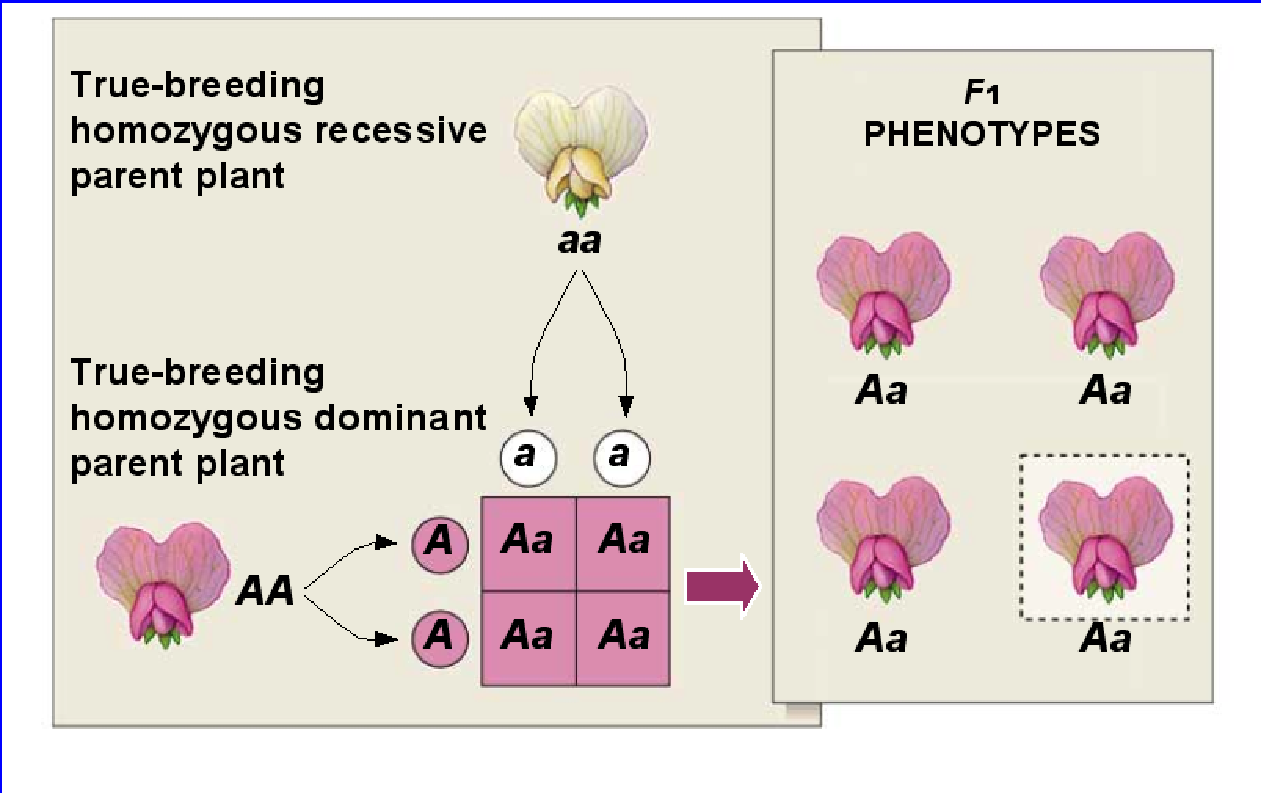 True-breeding
homozygous recessive
parent plant
aa
True-breeding
homozygous dominant
parent plant
a a
AA
A Aa Aa
A Aa Aa
F1
PHENOTYPES
Aa Aa
Aa Aa